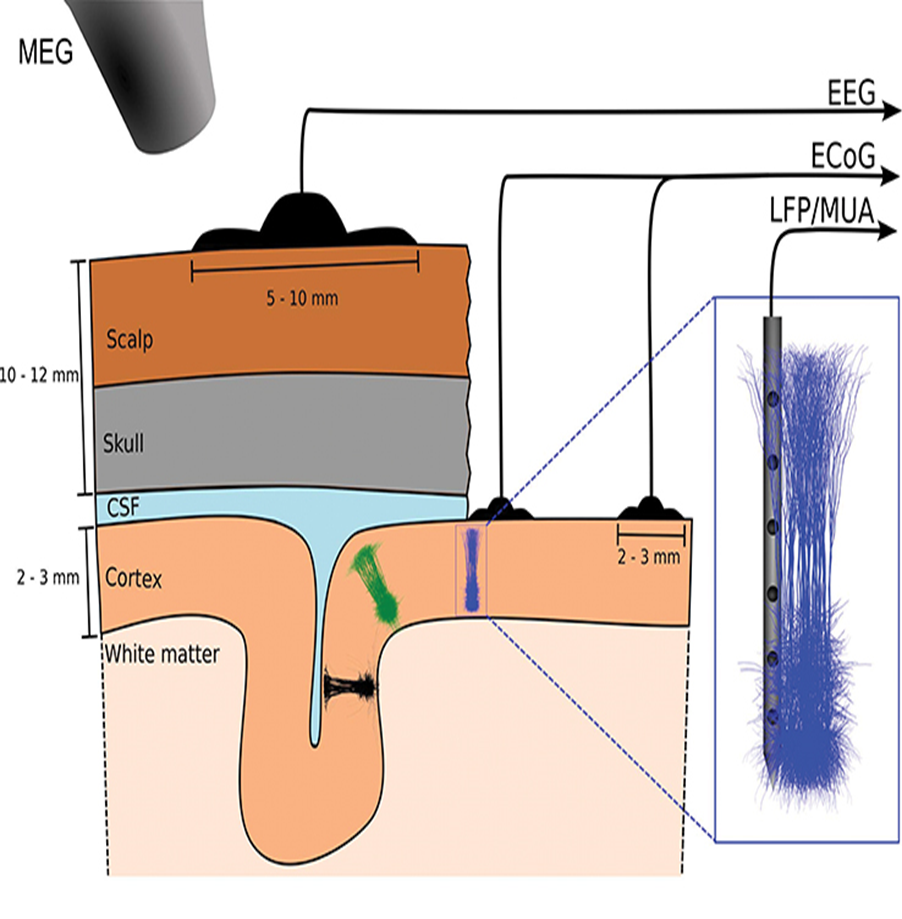 MEG
EEG
ECoG
LFP/MUA
5 - 10 mm
Scalp
10 - 12 mm
Skull
CSF
2 - 3 mm
Cortex
2 - 3 mm
White matter